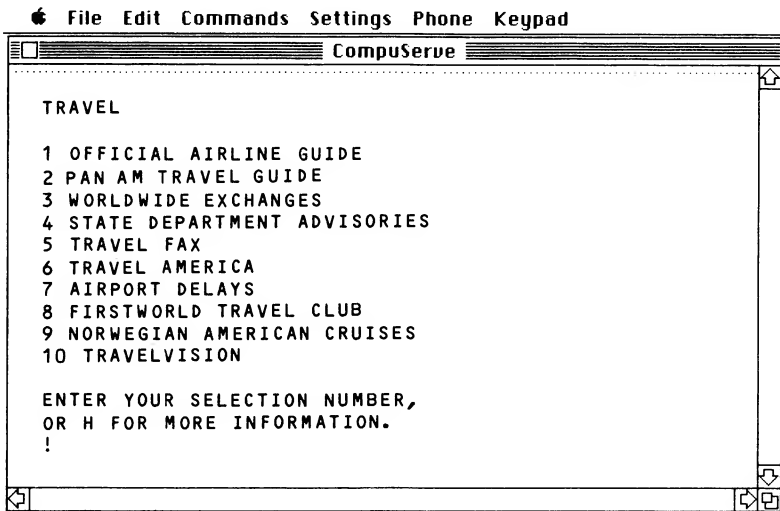 File Edit Commands Settings Phone Keypad
CompuServe
TRAVEL
1 OFFICIAL AIRLINE GUIDE
2 PAN AM TRAVEL GUIDE
3 WORLDWIDE EXCHANGES
4 STATE DEPARTMENT ADVISORIES
5 TRAVEL FAX
6 TRAVEL AMERICA
7 AIRPORT DELAYS
8 FIRSTWORLD TRAVEL CLUB
9 NORWEGIAN AMERICAN CRUISES
10 TRAVELVISION
ENTER YOUR SELECTION NUMBER,
OR H FOR MORE INFORMATION.
!